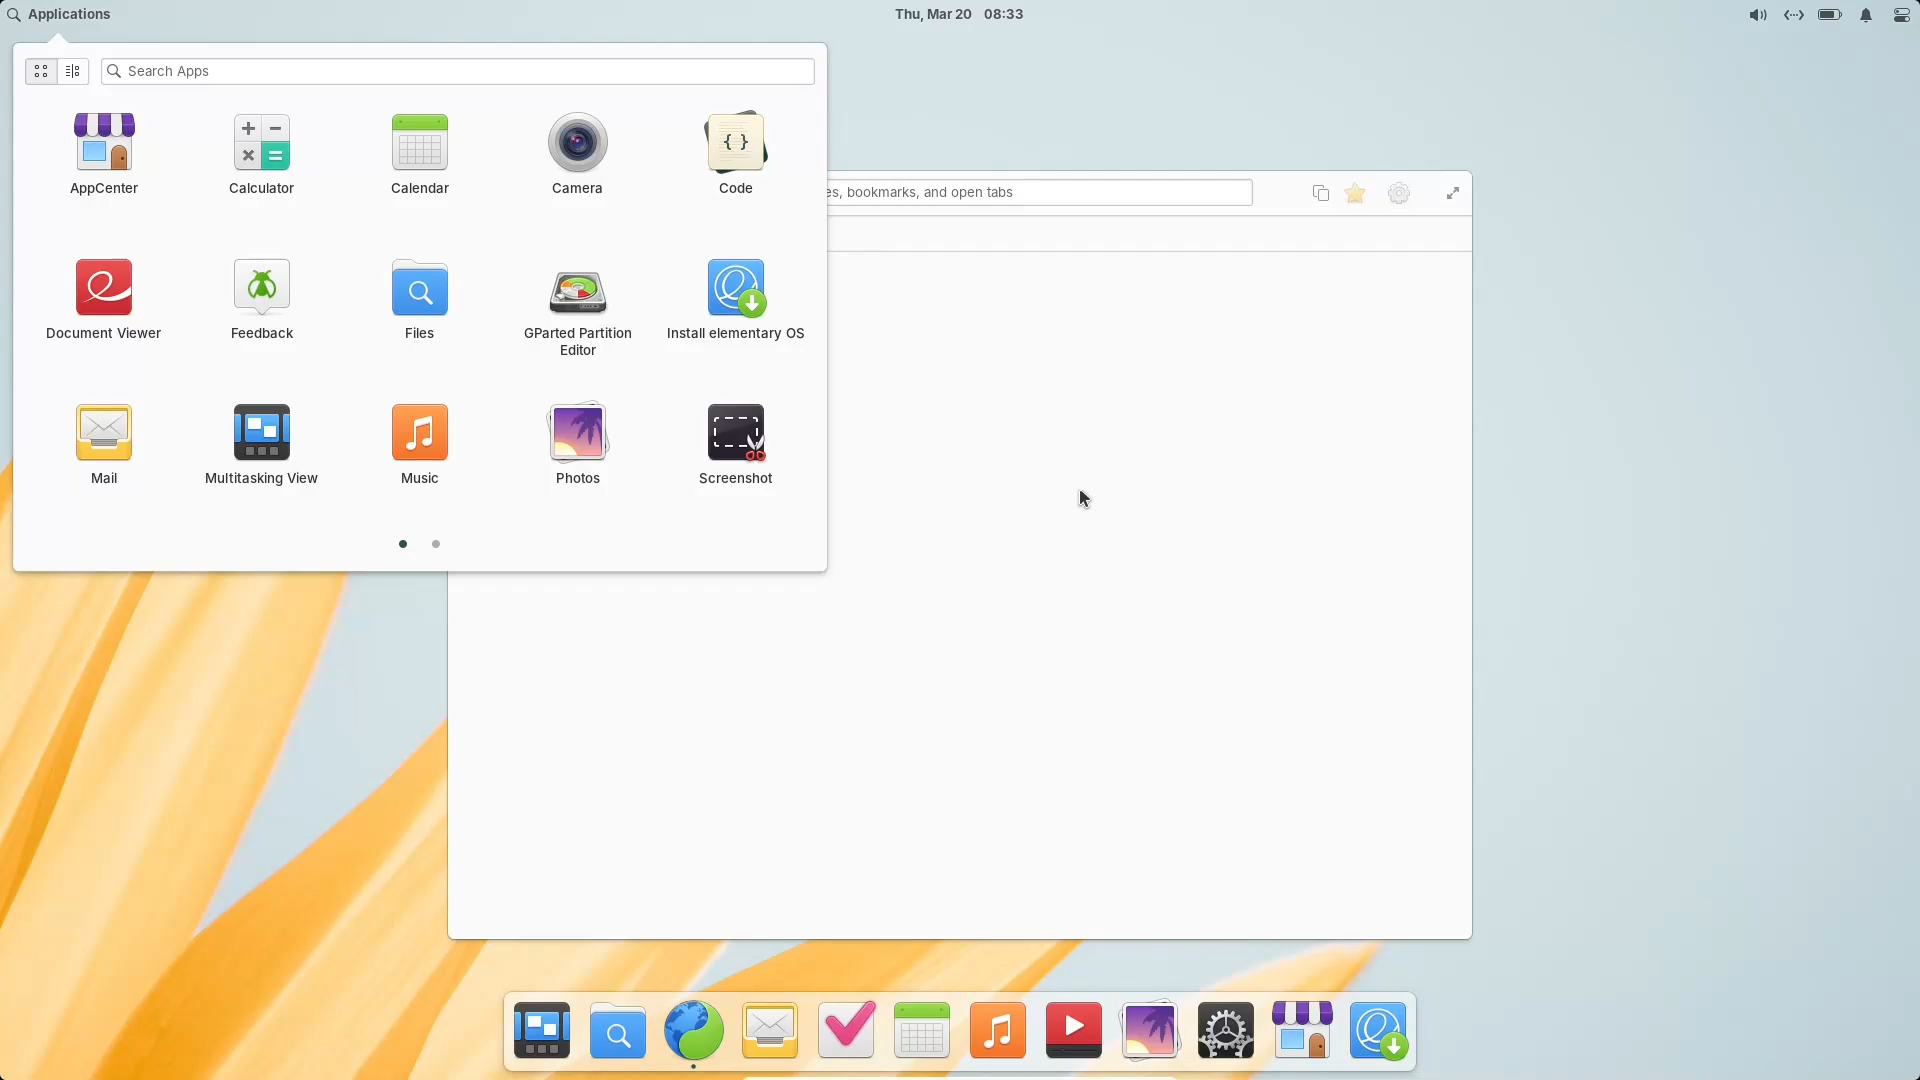 Applications
Thu, Mar 20 08:33
Search Apps
AppCenter
Calculator
Calendar
Camera
Code
bookmarks, and open tabs
Document Viewer
Feedback
Files
GParted Partition
Editor
Install elementary OS
Mail
Multitasking View
Music
Photos
Screenshot